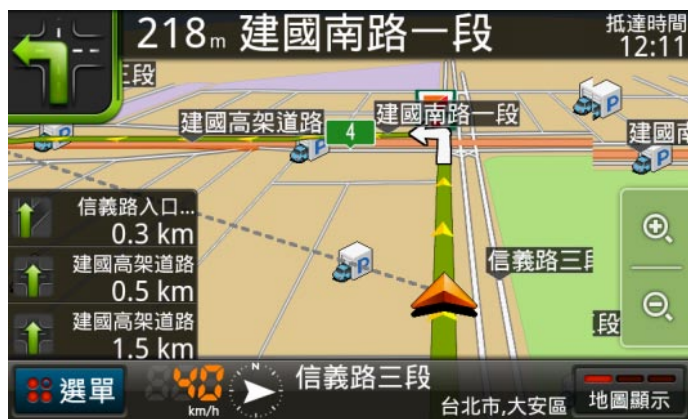 218m 建國南路一段
抵達時間
12:11
三段
建國高架道路
4
建國南路一段
建國南
信義路入口...
0.3 km
建國高架道路
0.5 km
建國高架道路
1.5 km
信義路三段
段
選單
40
km/h
N
信義路三段
台北市,大安區
地圖顯示
P
P
P
P
P